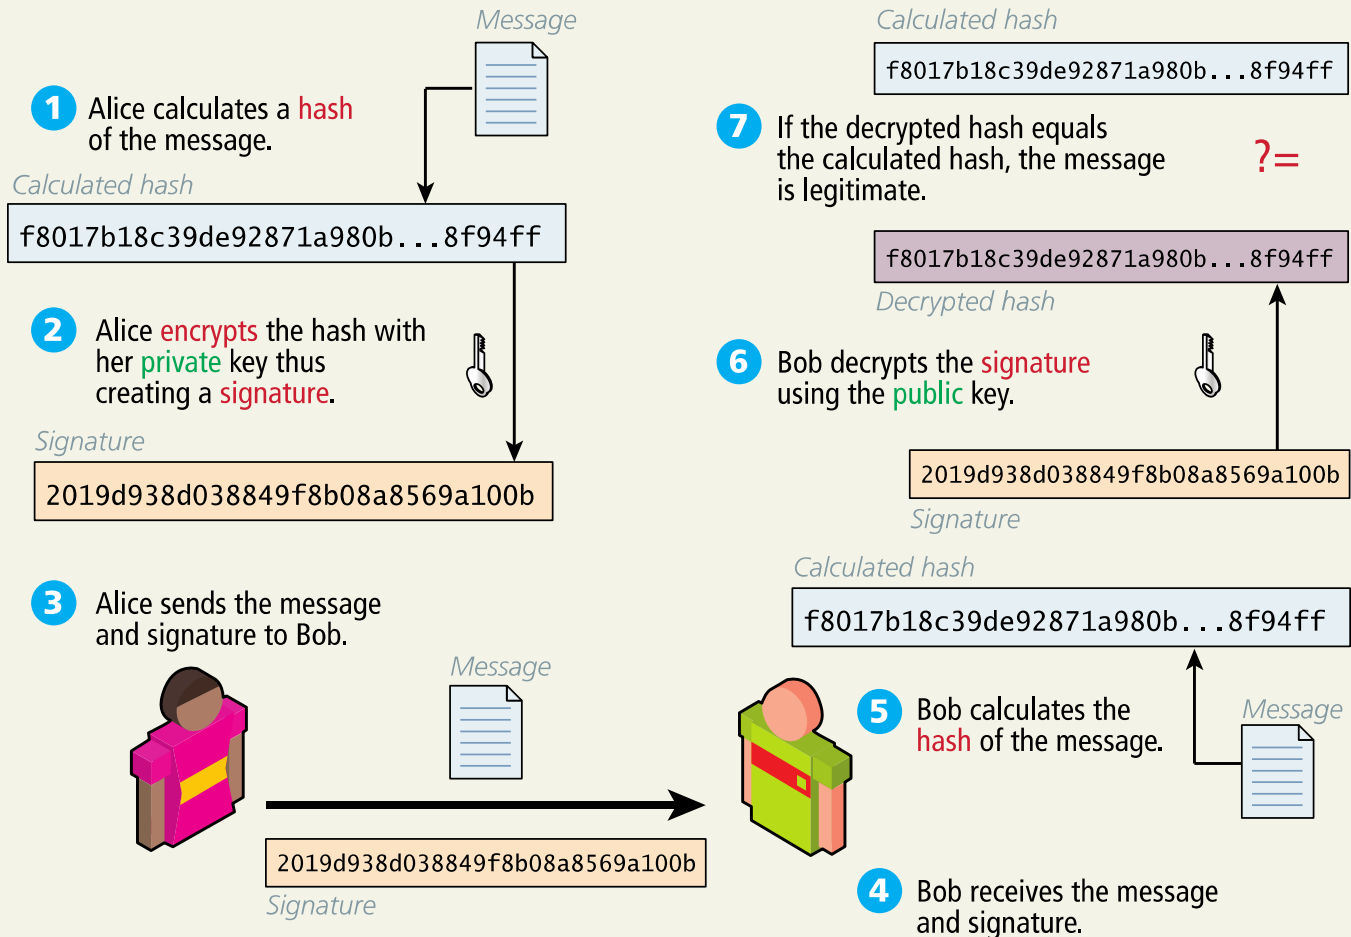 Message
1
Alice calculates a hash
of the message.
Calculated hash
f8017b18c39de92871a980b...8f94ff
2
Alice encrypts the hash with
her private key thus
creating a signature.
Signature
2019d938d038849f8b08a8569a100b
3
Alice sends the message
and signature to Bob.
Message
2019d938d038849f8b08a8569a100b
Signature
4
Bob receives the message
and signature.
5
Bob calculates the
hash of the message.
Message
Calculated hash
f8017b18c39de92871a980b...8f94ff
6
Bob decrypts the signature
using the public key.
2019d938d038849f8b08a8569a100b
Signature
7
If the decrypted hash equals
the calculated hash, the message
is legitimate.
Calculated hash
f8017b18c39de92871a980b...8f94ff
?=
f8017b18c39de92871a980b...8f94ff
Decrypted hash